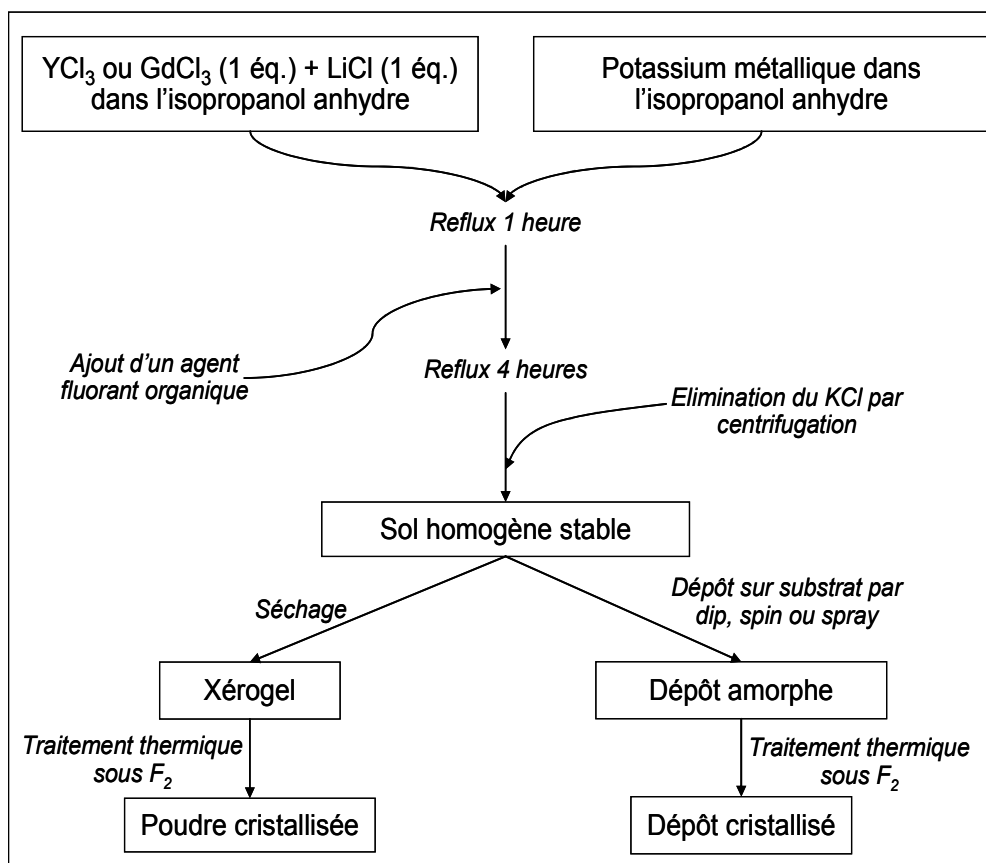 YCl₃ ou GdCl₃ (1 éq.) + LiCl (1 éq.)
dans l'isopropanol anhydre
Potassium métallique dans
l'isopropanol anhydre
Reflux 1 heure
Ajout d'un agent
fluorant organique
Reflux 4 heures
Elimination du KCl par
centrifugation
Sol homogène stable
Séchage
Dépôt sur substrat par
dip, spin ou spray
Xérogel
Dépôt amorphe
Traitement thermique
sous F₂
Traitement thermique
sous F₂
Poudre cristallisée
Dépôt cristallisé